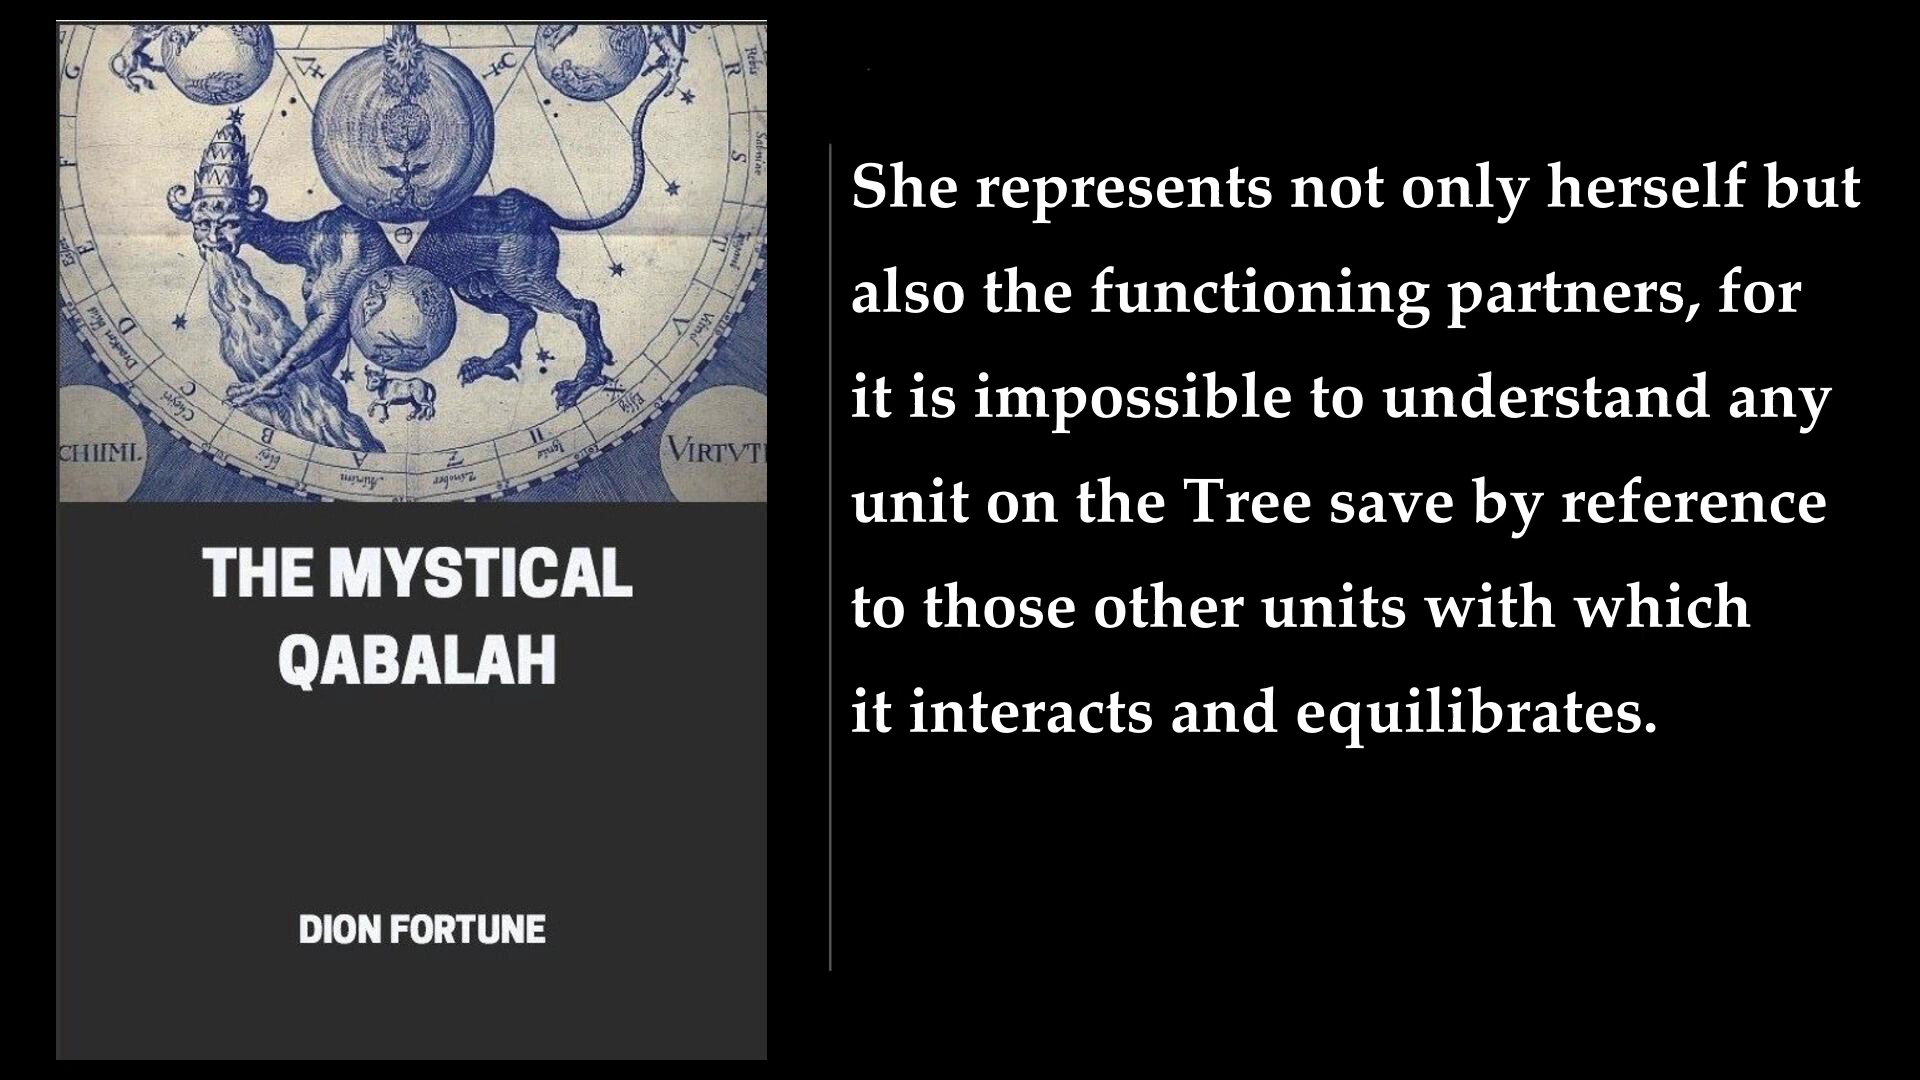 THE MYSTICAL
QABALAH
DION FORTUNE
CHIIMI.
VIRTVT
She represents not only herself but
also the functioning partners, for
it is impossible to understand any
unit on the Tree save by reference
to those other units with which
it interacts and equilibrates.